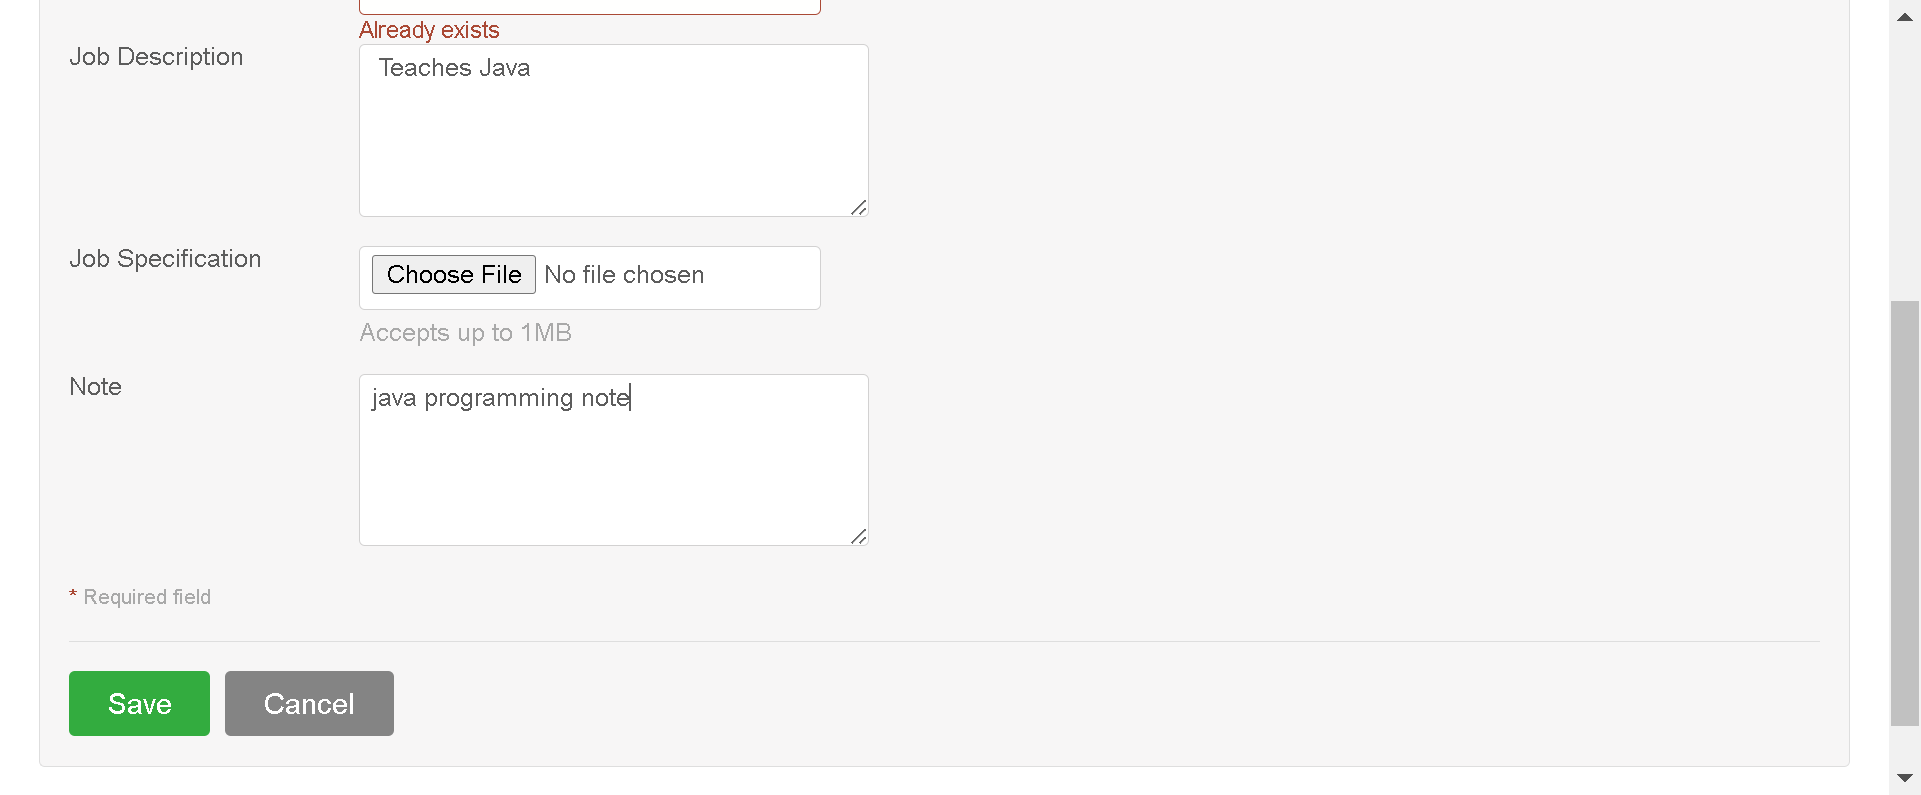 Already exists
Job Description
Teaches Java
Job Specification
Choose File No file chosen
Accepts up to 1MB
Note
java programming note
* Required field
Save Cancel